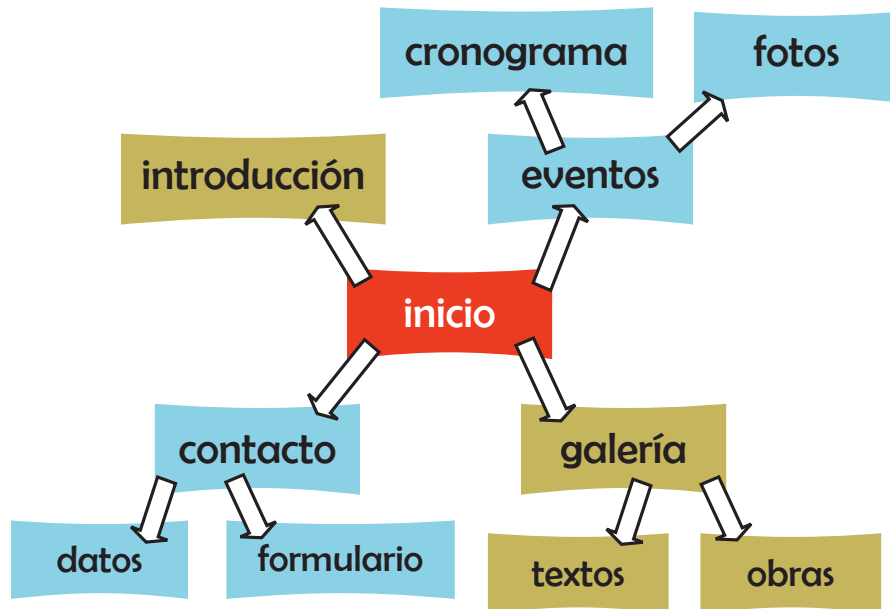 cronograma
fotos
introducción
eventos
inicio
contacto
galería
datos
formulario
textos
obras